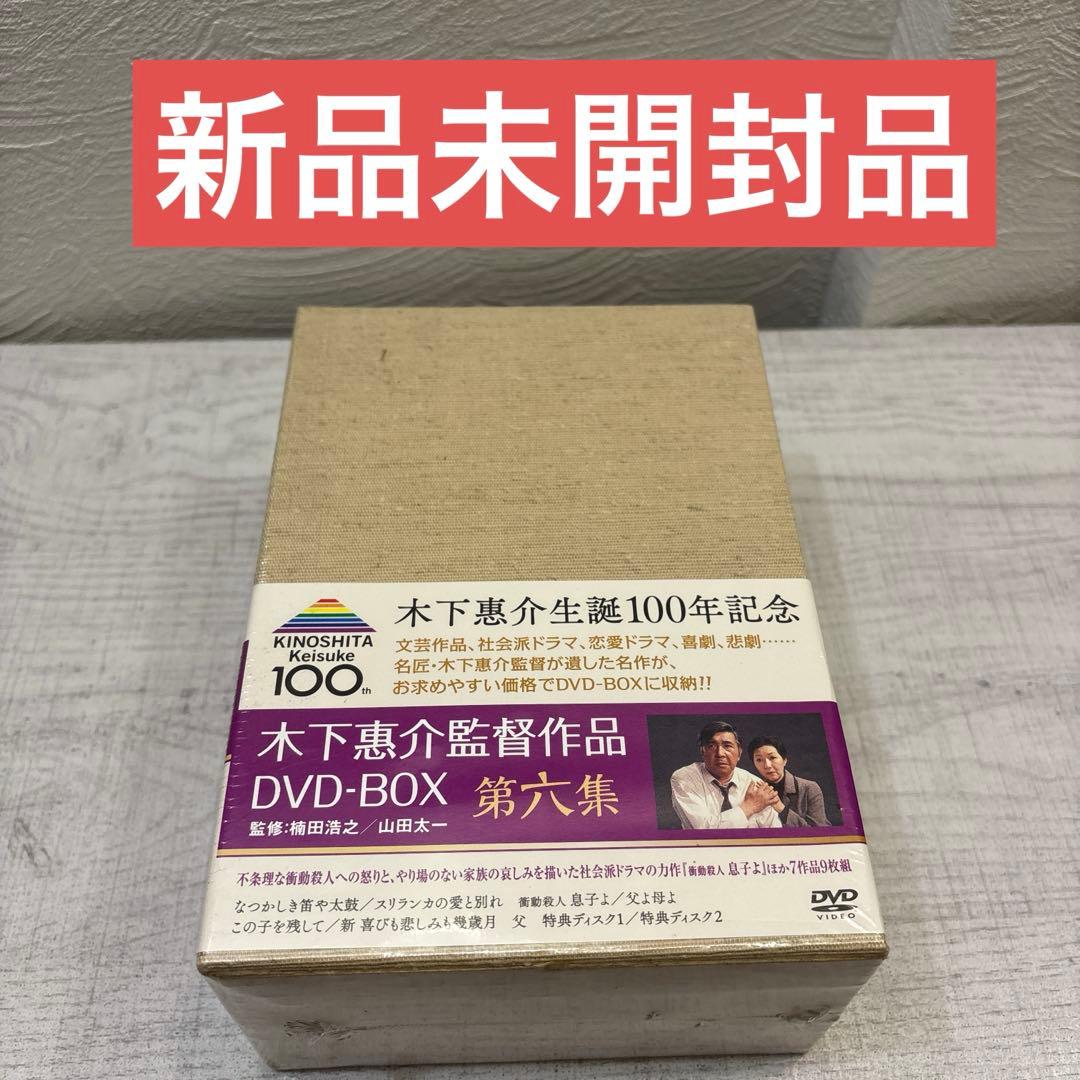 新品未開封品
KINOSHITA
Keisuke
100th
木下惠介生誕100年記念
文芸作品、社会派ドラマ、恋愛ドラマ、喜劇、悲劇……
名匠・木下惠介監督が遺した名作が、
お求めやすい価格でDVD-BOXに収納!!
木下惠介監督作品
DVD-BOX 第六集
監修:楠田浩之/山田太一
不条理な衝動殺人への怒りと、やり場のない家族の哀しみを描いた社会派ドラマの力作『衝動殺人 息子よ』ほか7作品9枚組
なつかしき笛や太鼓/スリランカの愛と別れ 衝動殺人 息子よ/父よ母よ
この子を残して/新 喜びも悲しみも幾歳月 父 特典ディスク1/特典ディスク2
DVD
VIDEO